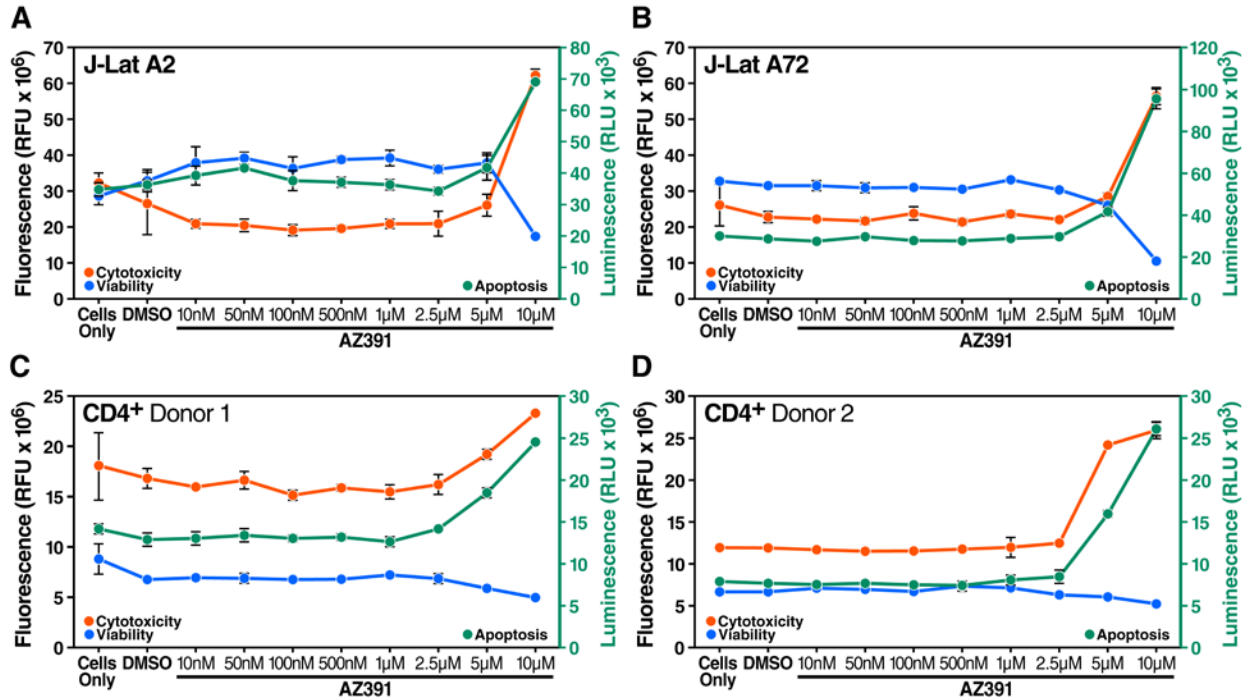 A
J-Lat A2
Fluorescence (RFU x 10⁶)
70
60
50
40
30
20
10
0
Luminescence (RLU x 10³)
80
70
60
50
40
30
20
10
0
Cytotoxicity
Viability
Apoptosis
Cells Only DMSO 10nM 50nM 100nM 500nM 1µM 2.5µM 5µM 10µM
AZ391
B
J-Lat A72
Fluorescence (RFU x 10⁶)
70
60
50
40
30
20
10
0
Luminescence (RLU x 10³)
120
100
80
60
40
20
0
Cytotoxicity
Viability
Apoptosis
Cells Only DMSO 10nM 50nM 100nM 500nM 1µM 2.5µM 5µM 10µM
AZ391
C
CD4+ Donor 1
Fluorescence (RFU x 10⁶)
25
20
15
10
5
0
Luminescence (RLU x 10³)
30
25
20
15
10
5
0
Cytotoxicity
Viability
Apoptosis
Cells Only DMSO 10nM 50nM 100nM 500nM 1µM 2.5µM 5µM 10µM
AZ391
D
CD4+ Donor 2
Fluorescence (RFU x 10⁶)
30
25
20
15
10
5
0
Luminescence (RLU x 10³)
30
25
20
15
10
5
0
Cytotoxicity
Viability
Apoptosis
Cells Only DMSO 10nM 50nM 100nM 500nM 1µM 2.5µM 5µM 10µM
AZ391